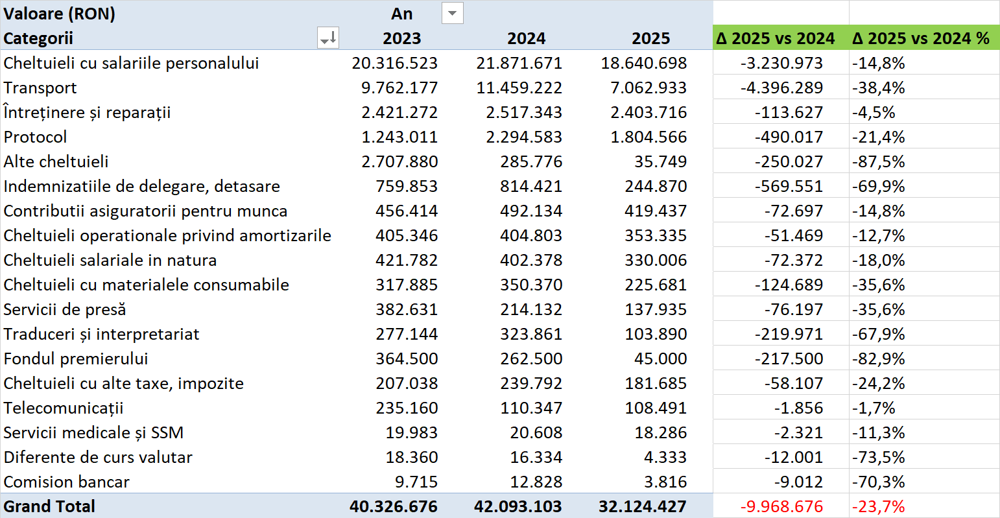 Valoare (RON) An
Categorii 2023 2024 2025 Δ 2025 vs 2024 Δ 2025 vs 2024 %
Cheltuieli cu salariile personalului 20.316.523 21.871.671 18.640.698 -3.230.973 -14,8%
Transport 9.762.177 11.459.222 7.062.933 -4.396.289 -38,4%
Întreținere și reparații 2.421.272 2.517.343 2.403.716 -113.627 -4,5%
Protocol 1.243.011 2.294.583 1.804.566 -490.017 -21,4%
Alte cheltuieli 2.707.880 285.776 35.749 -250.027 -87,5%
Indemnizatiile de delegare, detasare 759.853 814.421 244.870 -569.551 -69,9%
Contributii asiguratorii pentru munca 456.414 492.134 419.437 -72.697 -14,8%
Cheltuieli operationale privind amortizarile 405.346 404.803 353.335 -51.469 -12,7%
Cheltuieli salariale in natura 421.782 402.378 330.006 -72.372 -18,0%
Cheltuieli cu materialele consumabile 317.885 350.370 225.681 -124.689 -35,6%
Servicii de presă 382.631 214.132 137.935 -76.197 -35,6%
Traduceri și interpretariat 277.144 323.861 103.890 -219.971 -67,9%
Fondul premierului 364.500 262.500 45.000 -217.500 -82,9%
Cheltuieli cu alte taxe, impozite 207.038 239.792 181.685 -58.107 -24,2%
Telecomunicații 235.160 110.347 108.491 -1.856 -1,7%
Servicii medicale și SSM 19.983 20.608 18.286 -2.321 -11,3%
Diferente de curs valutar 18.360 16.334 4.333 -12.001 -73,5%
Comision bancar 9.715 12.828 3.816 -9.012 -70,3%
Grand Total 40.326.676 42.093.103 32.124.427 -9.968.676 -23,7%